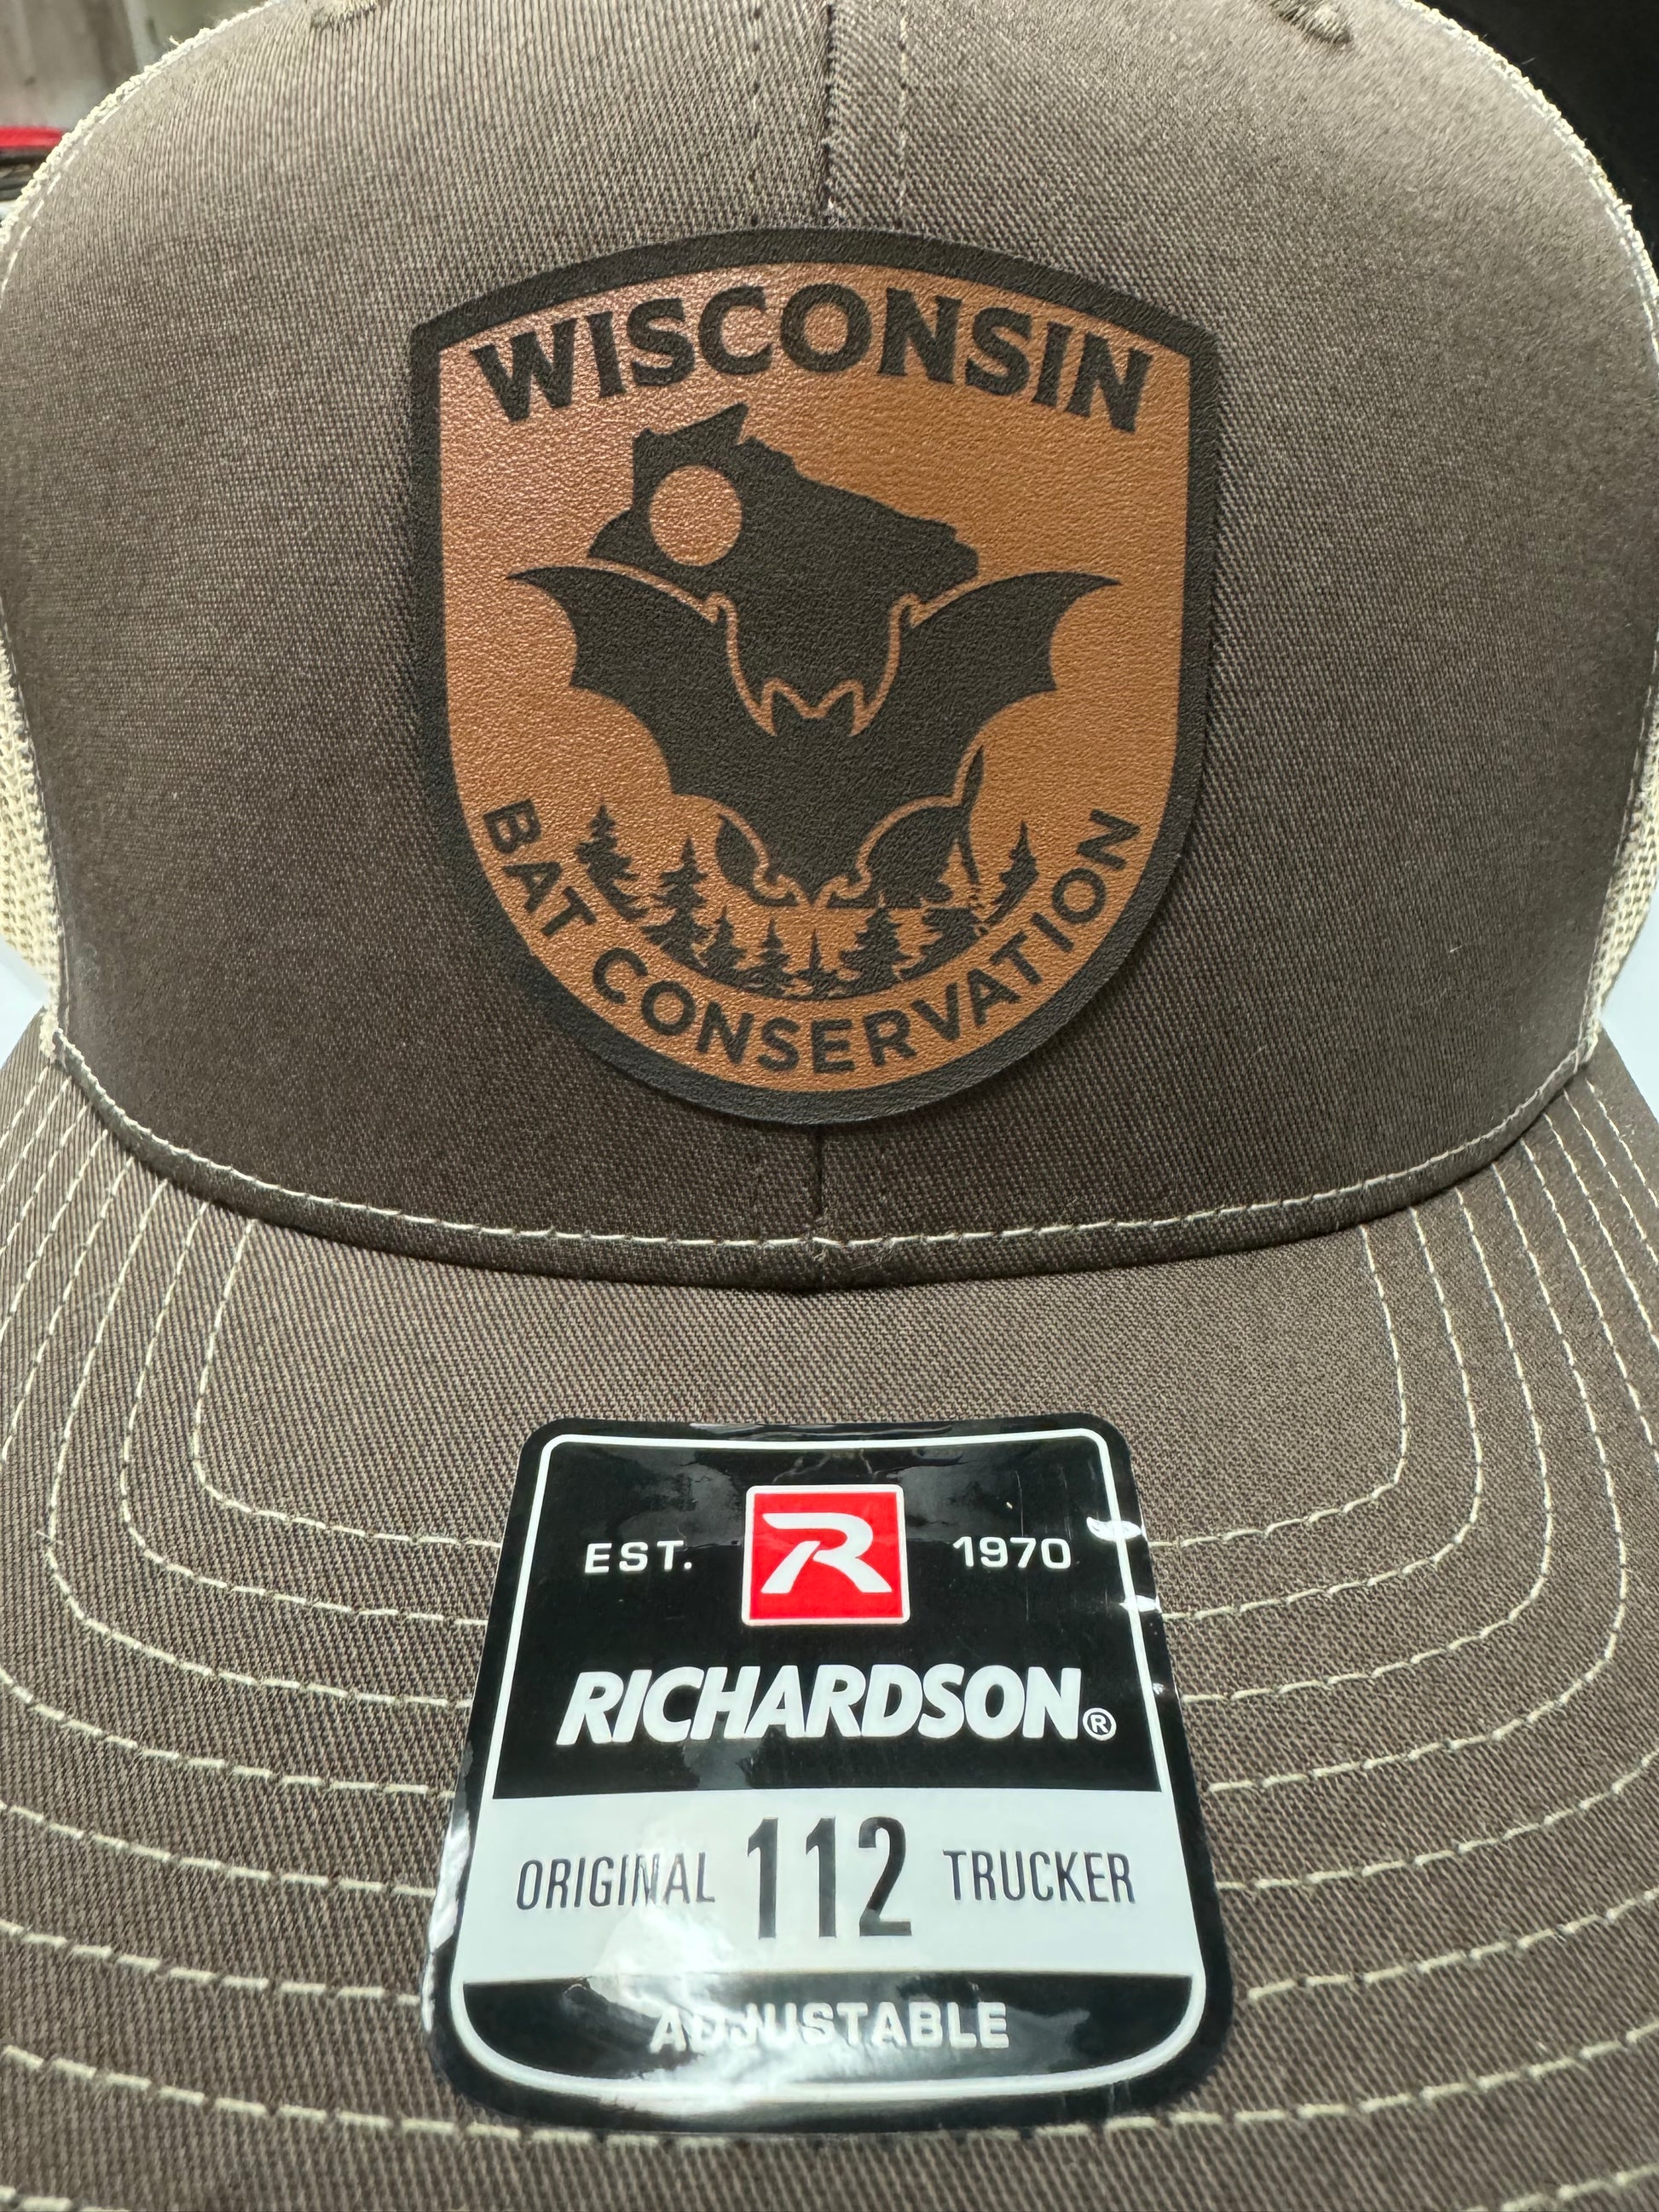 WISCONSIN
BAT CONSERVATION
EST. R 1970
RICHARDSON®
ORIGINAL 112 TRUCKER
ADJUSTABLE